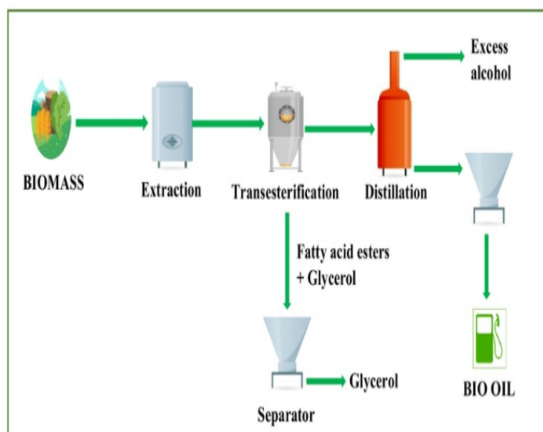 Excess
alcohol
BIOMASS
Extraction
Transesterification
Distillation
Fatty acid esters
+ Glycerol
Glycerol
Separator
BIO OIL